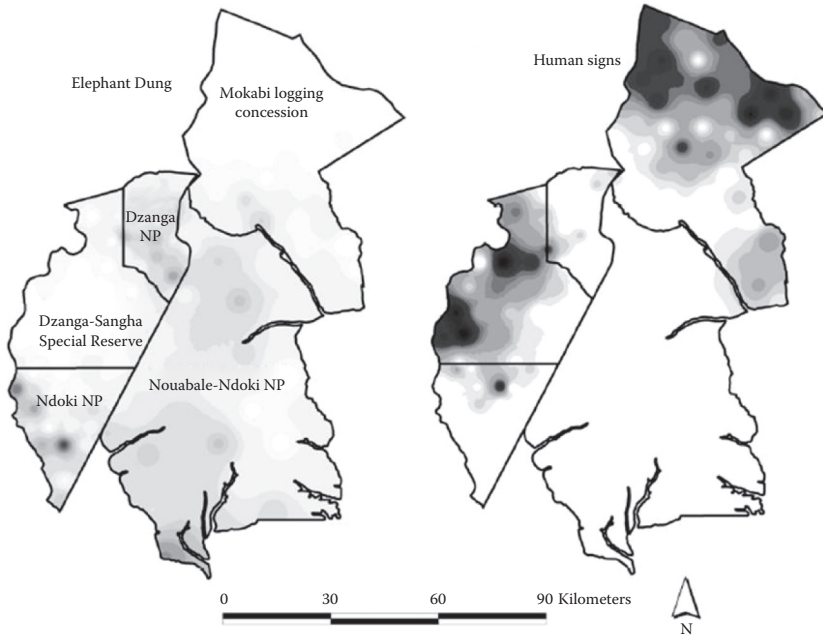 Elephant Dung
Mokabi logging
concession
Dzanga
NP
Dzanga-Sangha
Special Reserve
Ndoki NP
Nouabale-Ndoki NP
Human signs
0
30
60
90 Kilometers
N